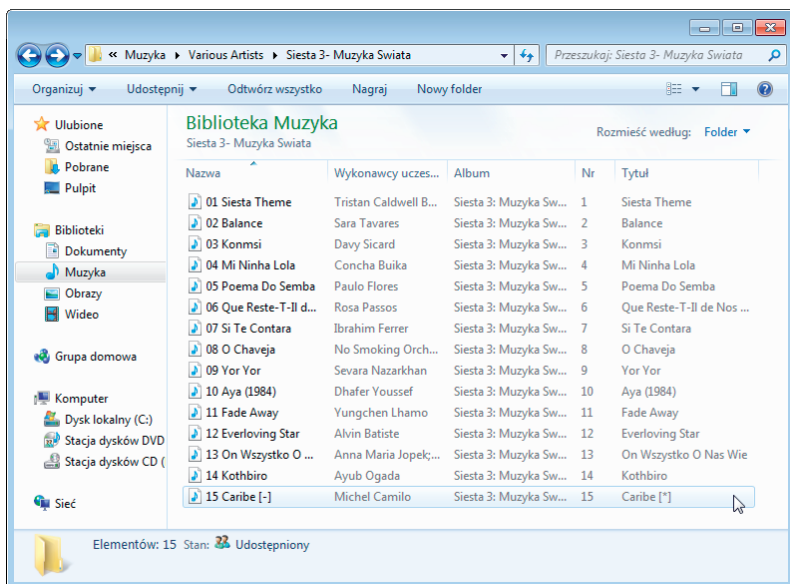 « Muzyka ▸ Various Artists ▸ Siesta 3- Muzyka Swiata
Przeszukaj: Siesta 3- Muzyka Swiata
Organizuj Udostępnij Odtwórz wszystko Nagraj Nowy folder
Ulubione
Ostatnie miejsca
Pobrane
Pulpit
Biblioteki
Dokumenty
Muzyka
Obrazy
Wideo
Grupa domowa
Komputer
Dysk lokalny (C:)
Stacja dysków DVD
Stacja dysków CD (
Sieć
Biblioteka Muzyka
Siesta 3- Muzyka Swiata
Rozmieść według: Folder
Nazwa Wykonawcy uczes... Album Nr Tytuł
01 Siesta Theme Tristan Caldwell B... Siesta 3: Muzyka Sw... 1 Siesta Theme
02 Balance Sara Tavares Siesta 3: Muzyka Sw... 2 Balance
03 Konmsi Davy Sicard Siesta 3: Muzyka Sw... 3 Konmsi
04 Mi Ninha Lola Concha Buika Siesta 3: Muzyka Sw... 4 Mi Ninha Lola
05 Poema Do Semba Paulo Flores Siesta 3: Muzyka Sw... 5 Poema Do Semba
06 Que Reste-T-Il d... Rosa Passos Siesta 3: Muzyka Sw... 6 Que Reste-T-Il de Nos ...
07 Si Te Contara Ibrahim Ferrer Siesta 3: Muzyka Sw... 7 Si Te Contara
08 O Chaveja No Smoking Orch... Siesta 3: Muzyka Sw... 8 O Chaveja
09 Yor Yor Sevara Nazarkhan Siesta 3: Muzyka Sw... 9 Yor Yor
10 Aya (1984) Dhafer Youssef Siesta 3: Muzyka Sw... 10 Aya (1984)
11 Fade Away Yungchen Lhamo Siesta 3: Muzyka Sw... 11 Fade Away
12 Everloving Star Alvin Batiste Siesta 3: Muzyka Sw... 12 Everloving Star
13 On Wszystko O ... Anna Maria Jopek;... Siesta 3: Muzyka Sw... 13 On Wszystko O Nas Wie
14 Kothbiro Ayub Ogada Siesta 3: Muzyka Sw... 14 Kothbiro
15 Caribe [-] Michel Camilo Siesta 3: Muzyka Sw... 15 Caribe [*]
Elementów: 15 Stan: Udostępniony